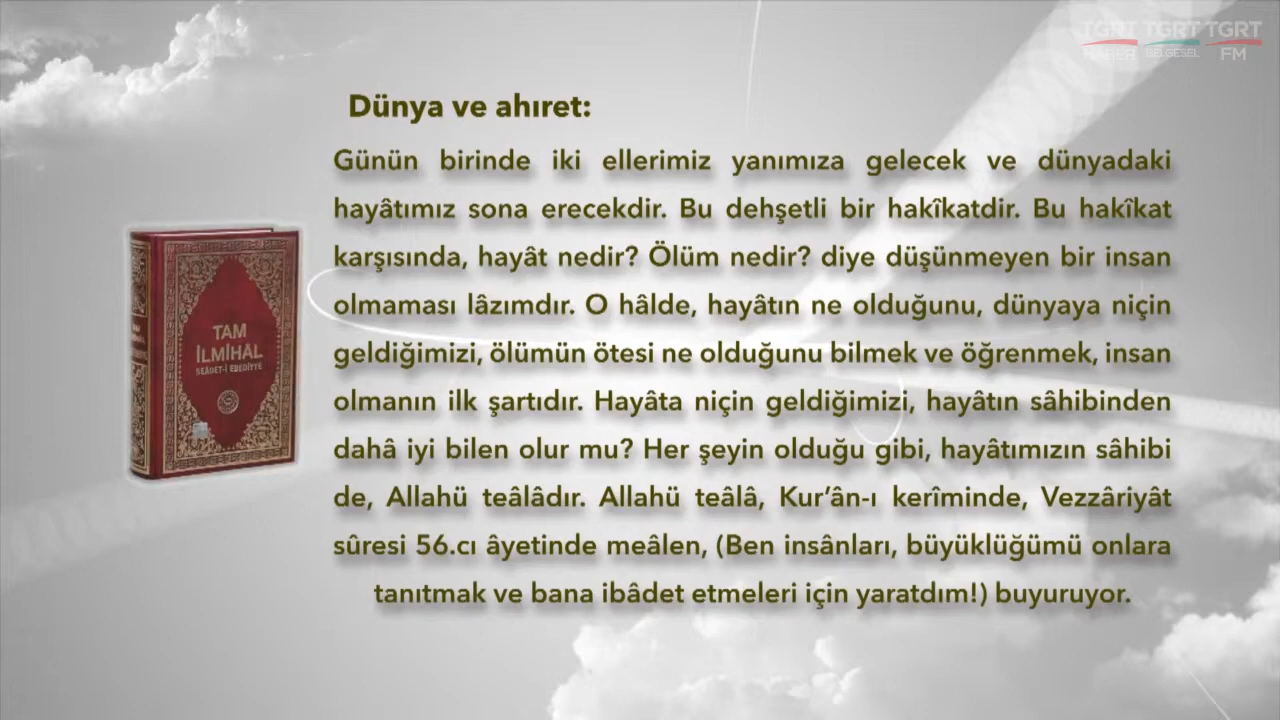 TGRT TGRT TGRT
HABER BELGESEL FM
Dünya ve ahıret:
Günün birinde iki ellerimiz yanımıza gelecek ve dünyadaki
hayâtımız sona erecekdir. Bu dehşetli bir hakîkatdir. Bu hakîkat
karşısında, hayât nedir? Ölüm nedir? diye düşünmeyen bir insan
olmaması lâzımdır. O hâlde, hayâtın ne olduğunu, dünyaya niçin
geldiğimizi, ölümün ötesi ne olduğunu bilmek ve öğrenmek, insan
olmanın ilk şartıdır. Hayâta niçin geldiğimizi, hayâtın sâhibinden
dahâ iyi bilen olur mu? Her şeyin olduğu gibi, hayâtımızın sâhibi
de, Allahü teâlâdır. Allahü teâlâ, Kur’ân-ı kerîminde, Vezzâriyât
sûresi 56.cı âyetinde meâlen, (Ben insânları, büyüklüğümü onlara
tanıtmak ve bana ibâdet etmeleri için yaratdım!) buyuruyor.
TAM
İLMİHÂL
SEÂDET-İ EBEDİYYE